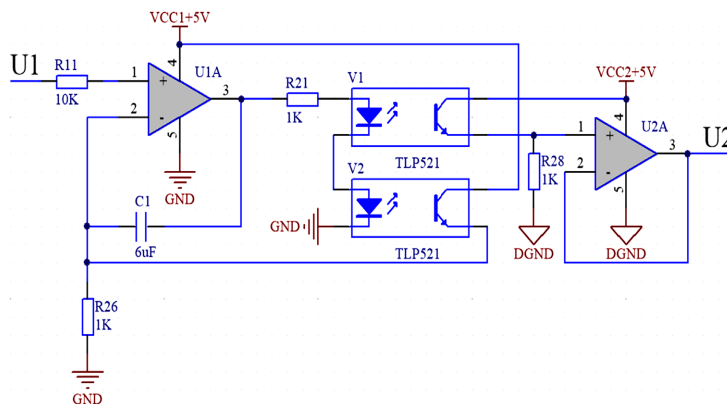 VCC1+5V
U1
R11
10K
1
2
+
-
4
5
U1A
3
GND
R21
1K
V1
TLP521
V2
GND
TLP521
VCC2+5V
1
2
+
-
4
5
U2A
3
U2
R28
1K
DGND
DGND
C1
6uF
R26
1K
GND